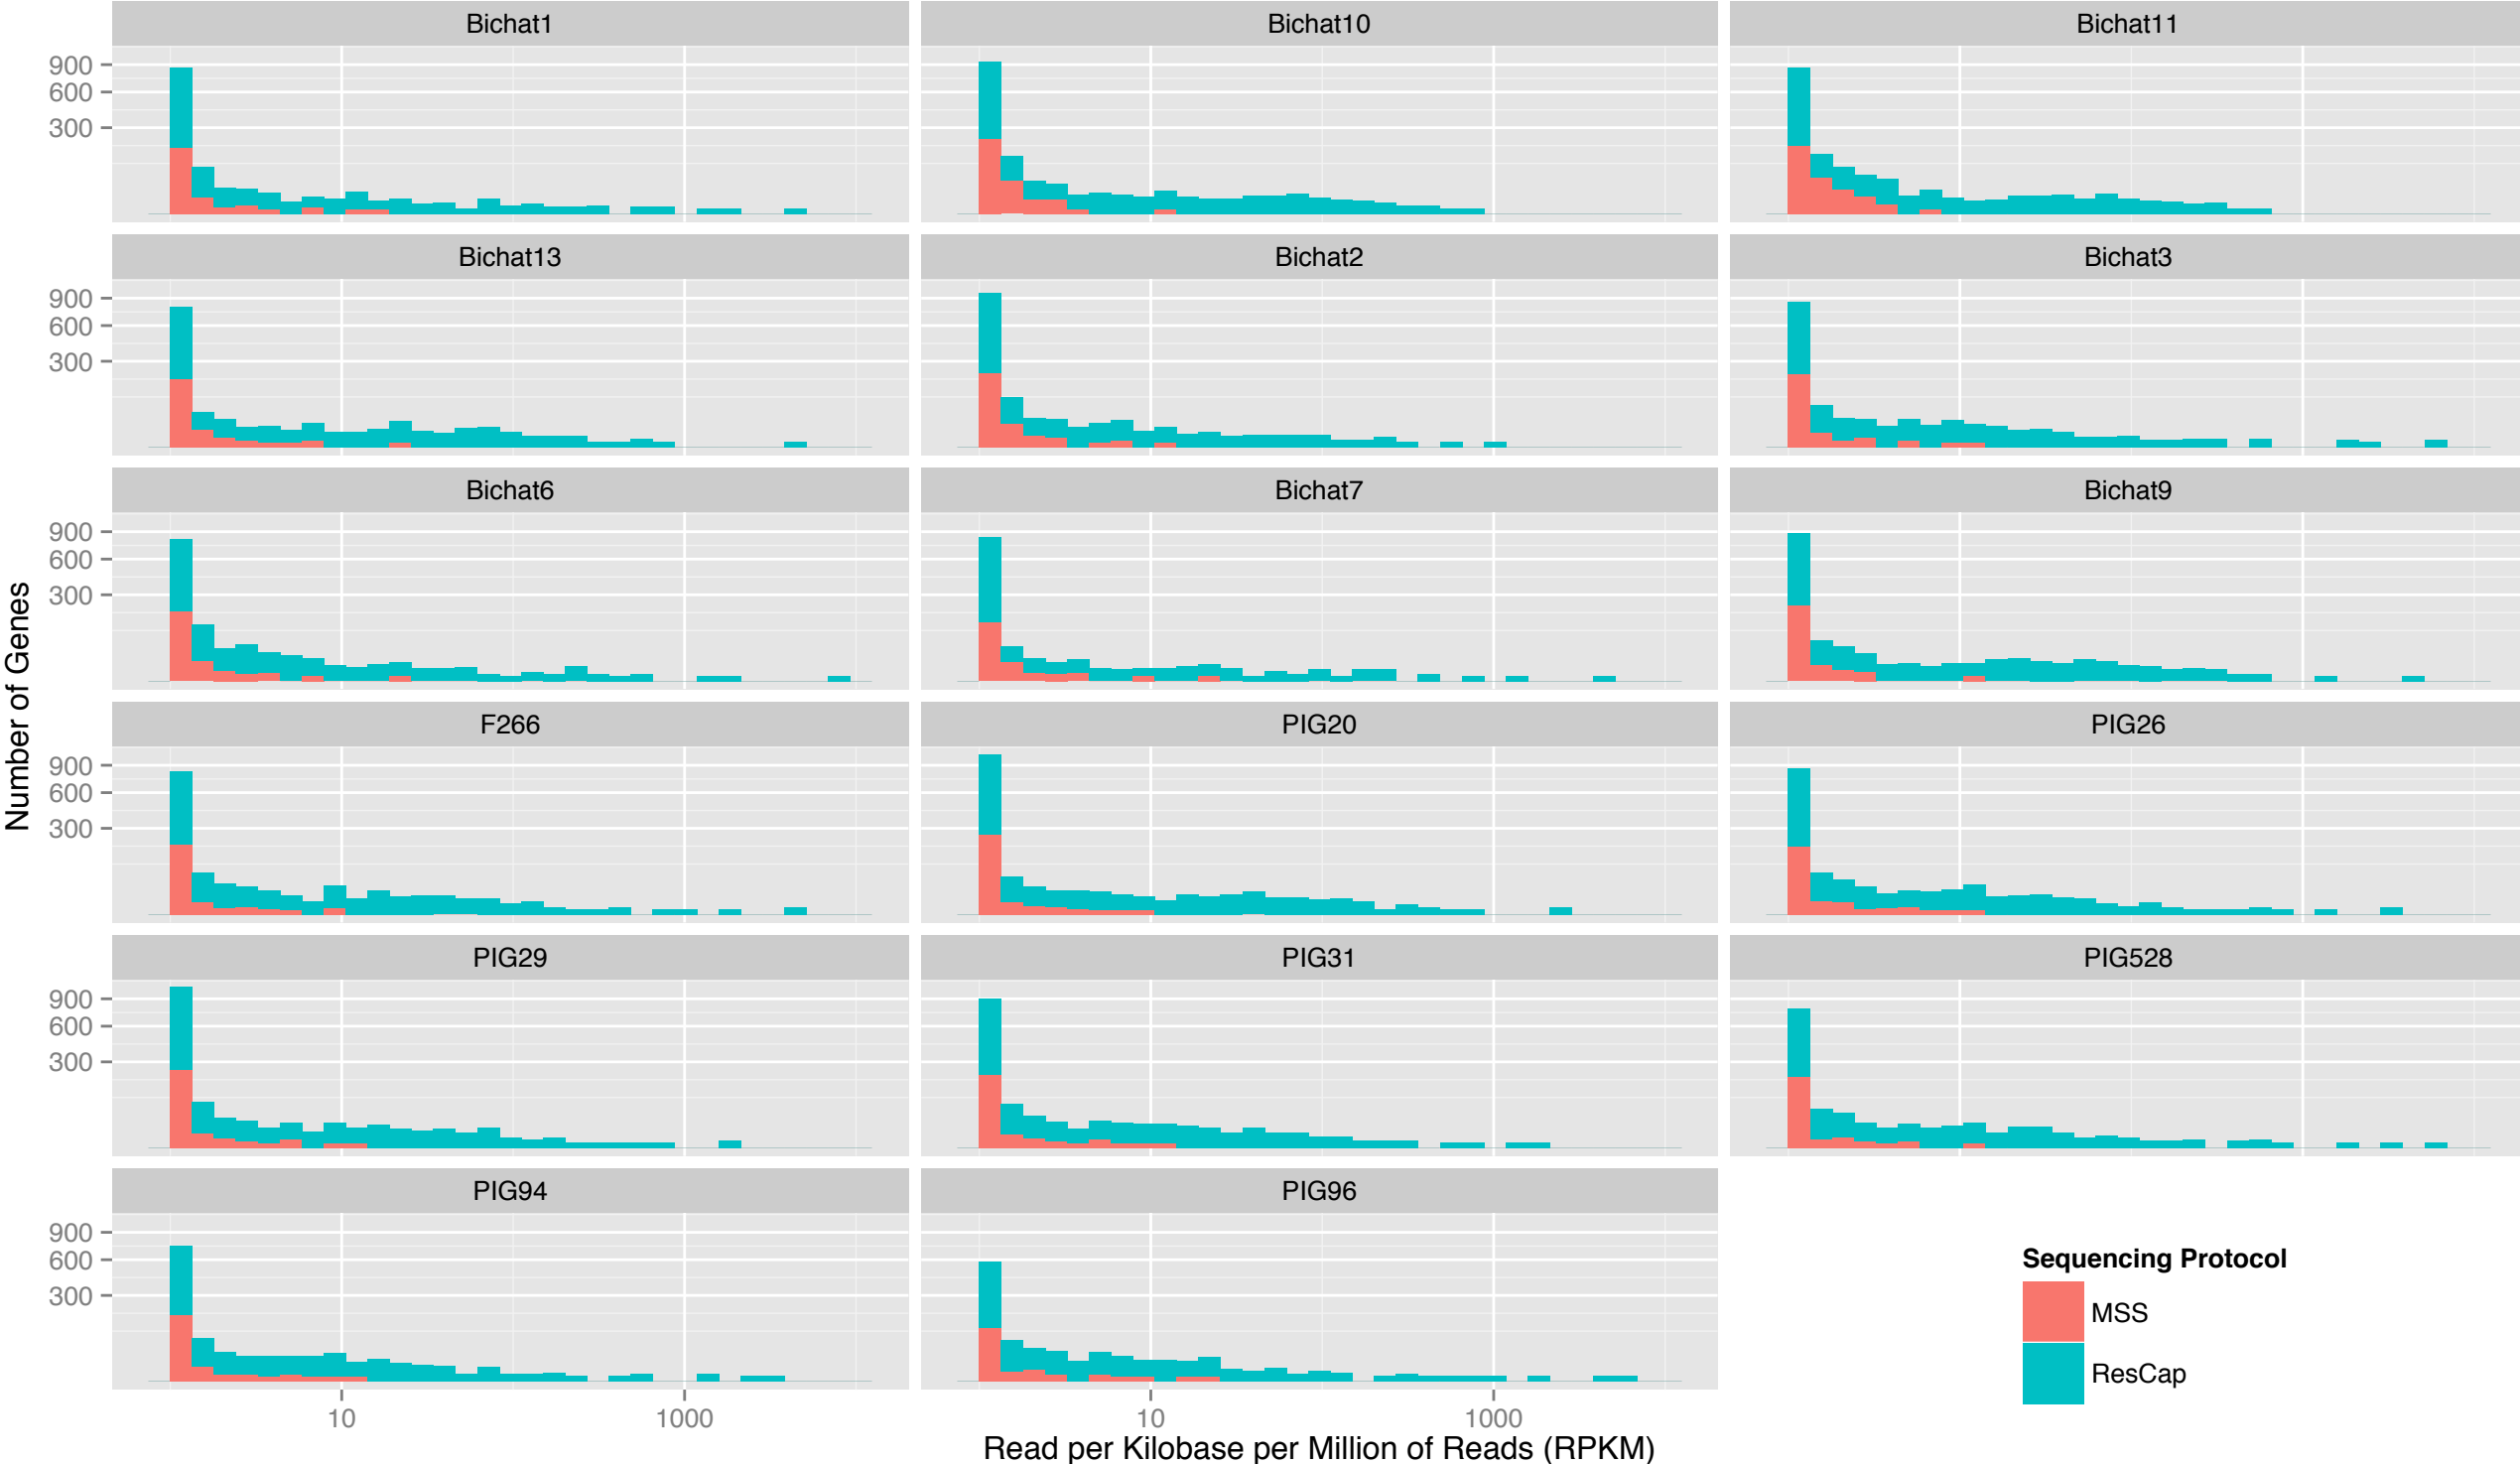 Bichat1
Bichat10
Bichat11
900
600
300
Bichat13
Bichat2
Bichat3
900
600
300
Bichat6
Bichat7
Bichat9
900
600
300
F266
PIG20
PIG26
900
600
300
PIG29
PIG31
PIG528
900
600
300
PIG94
PIG96
900
600
300
Number of Genes
10
1000
10
1000
Read per Kilobase per Million of Reads (RPKM)
Sequencing Protocol
MSS
ResCap